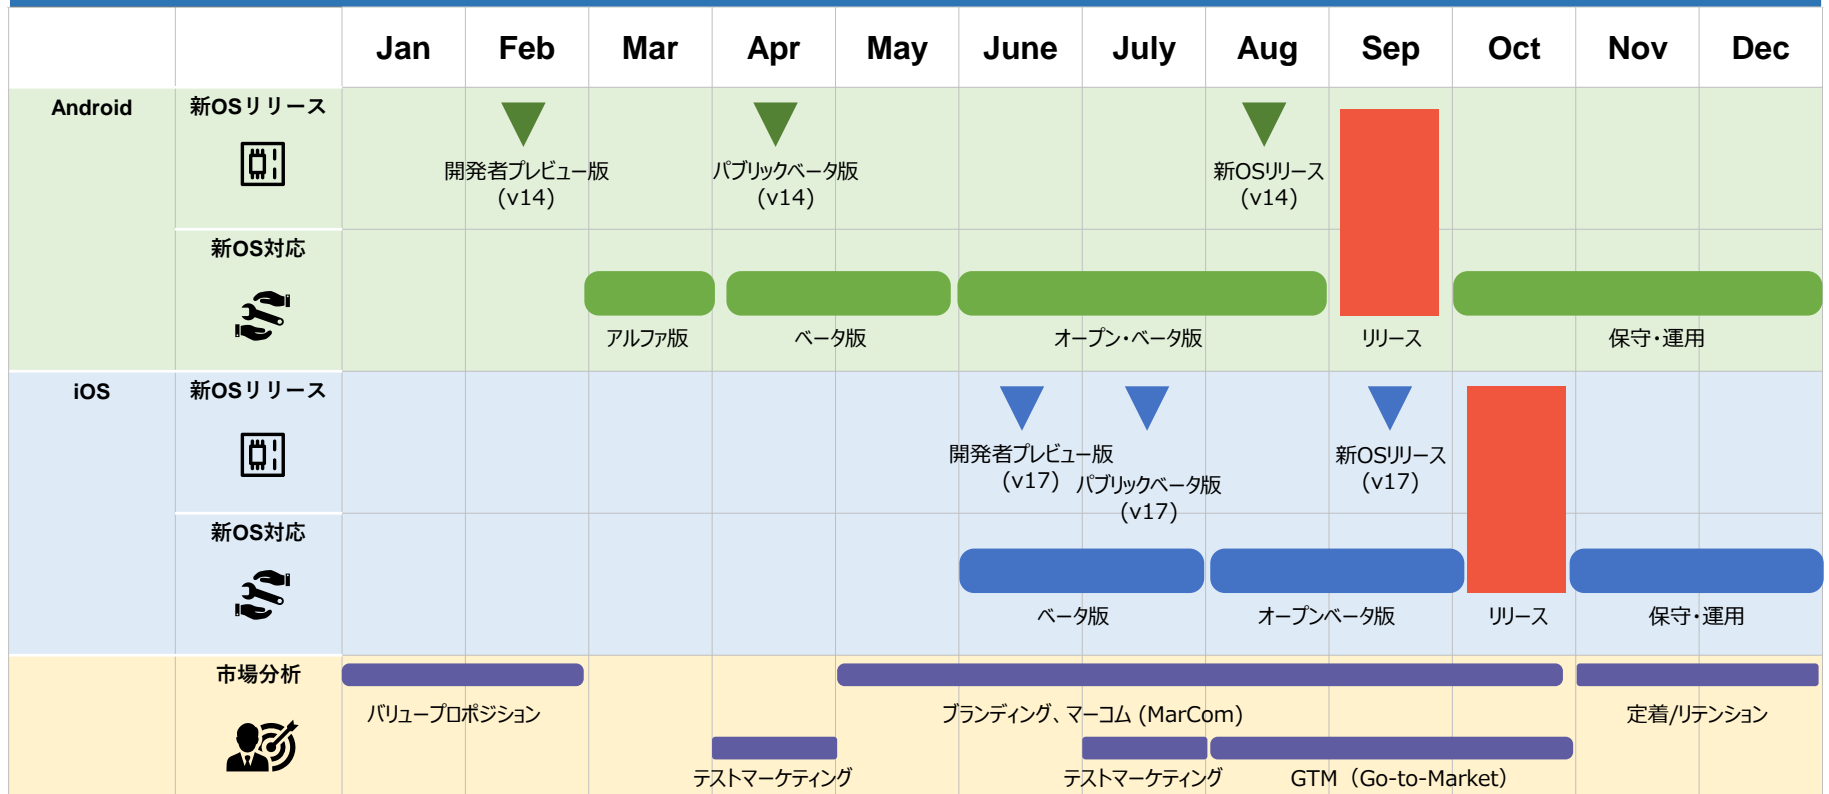 Jan Feb Mar Apr May June July Aug Sep Oct Nov Dec
Android
新OSリリース
開発者プレビュー版
(v14)
パブリックベータ版
(v14)
新OSリリース
(v14)
新OS対応
アルファ版
ベータ版
オープン・ベータ版
リリース
保守・運用
iOS
新OSリリース
開発者プレビュー版
(v17)
パブリックベータ版
(v17)
新OSリリース
(v17)
新OS対応
ベータ版
オープンベータ版
リリース
保守・運用
市場分析
バリュープロポジション
ブランディング、マーコム (MarCom)
定着/リテンション
テストマーケティング
テストマーケティング
GTM（Go-to-Market）